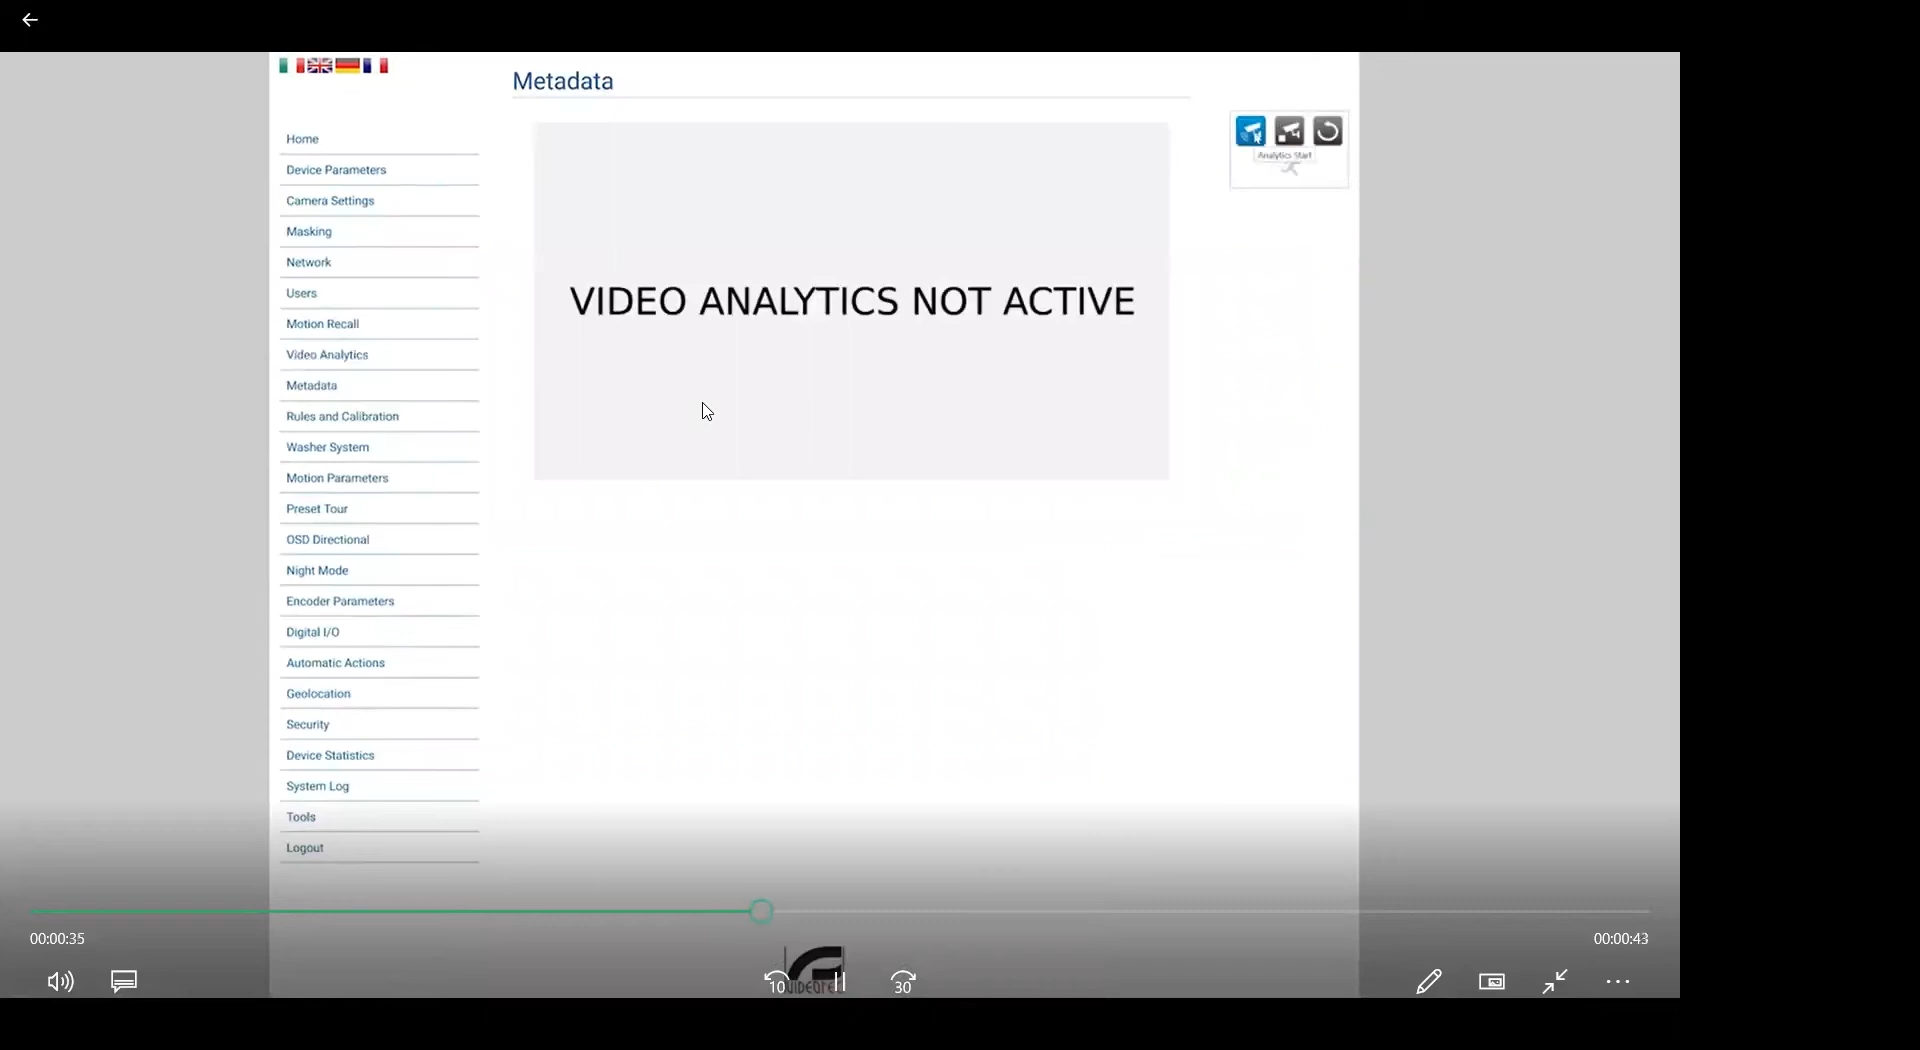 Metadata
Home
Device Parameters
Camera Settings
Masking
Network
Users
Motion Recall
Video Analytics
Metadata
Rules and Calibration
Washer System
Motion Parameters
Preset Tour
OSD Directional
Night Mode
Encoder Parameters
Digital I/O
Automatic Actions
Geolocation
Security
Device Statistics
System Log
Tools
Logout
VIDEO ANALYTICS NOT ACTIVE
Analytics Start
00:00:35
00:00:43
10
30